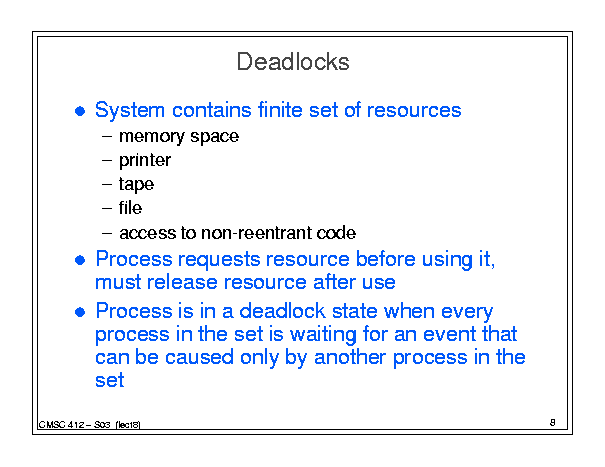 Deadlocks
● System contains finite set of resources
– memory space
– printer
– tape
– file
– access to non-reentrant code
● Process requests resource before using it,
must release resource after use
● Process is in a deadlock state when every
process in the set is waiting for an event that
can be caused only by another process in the
set
CMSC 412 – S03 (lect8)
8